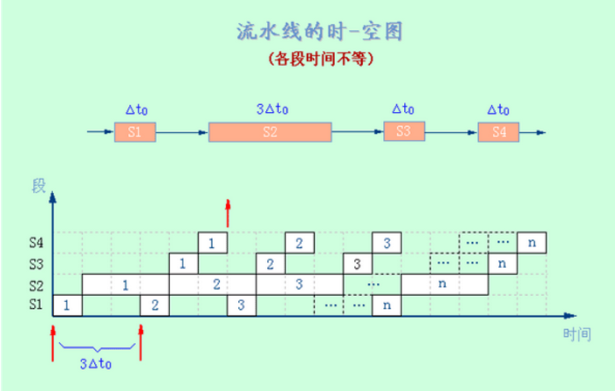 流水线的时-空图
(各段时间不等)
Δt₀ 3Δt₀ Δt₀ Δt₀
S1 S2 S3 S4
段
S4 1 2 3 … … n
S3 1 2 3 … … n
S2 1 2 3 … n
S1 1 2 3 … … n
时间
3Δt₀